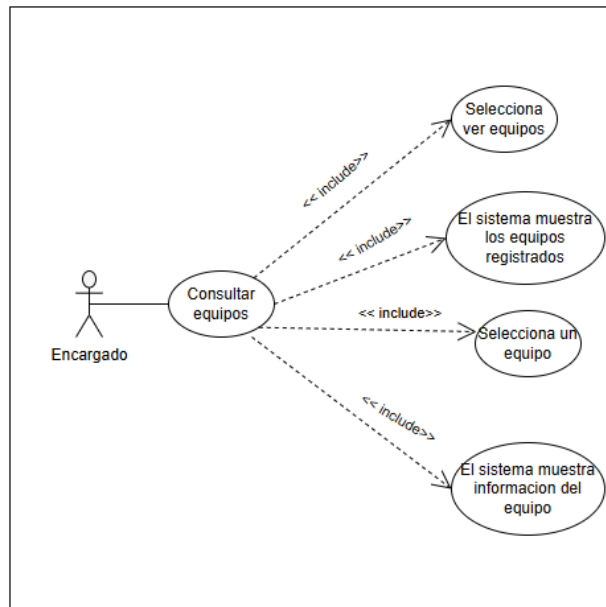 Selecciona
ver equipos
<< include>>
El sistema muestra
los equipos
registrados
<< include>>
Consultar
equipos
<< include>>
Selecciona un
equipo
Encargado
<< include>>
El sistema muestra
informacion del
equipo